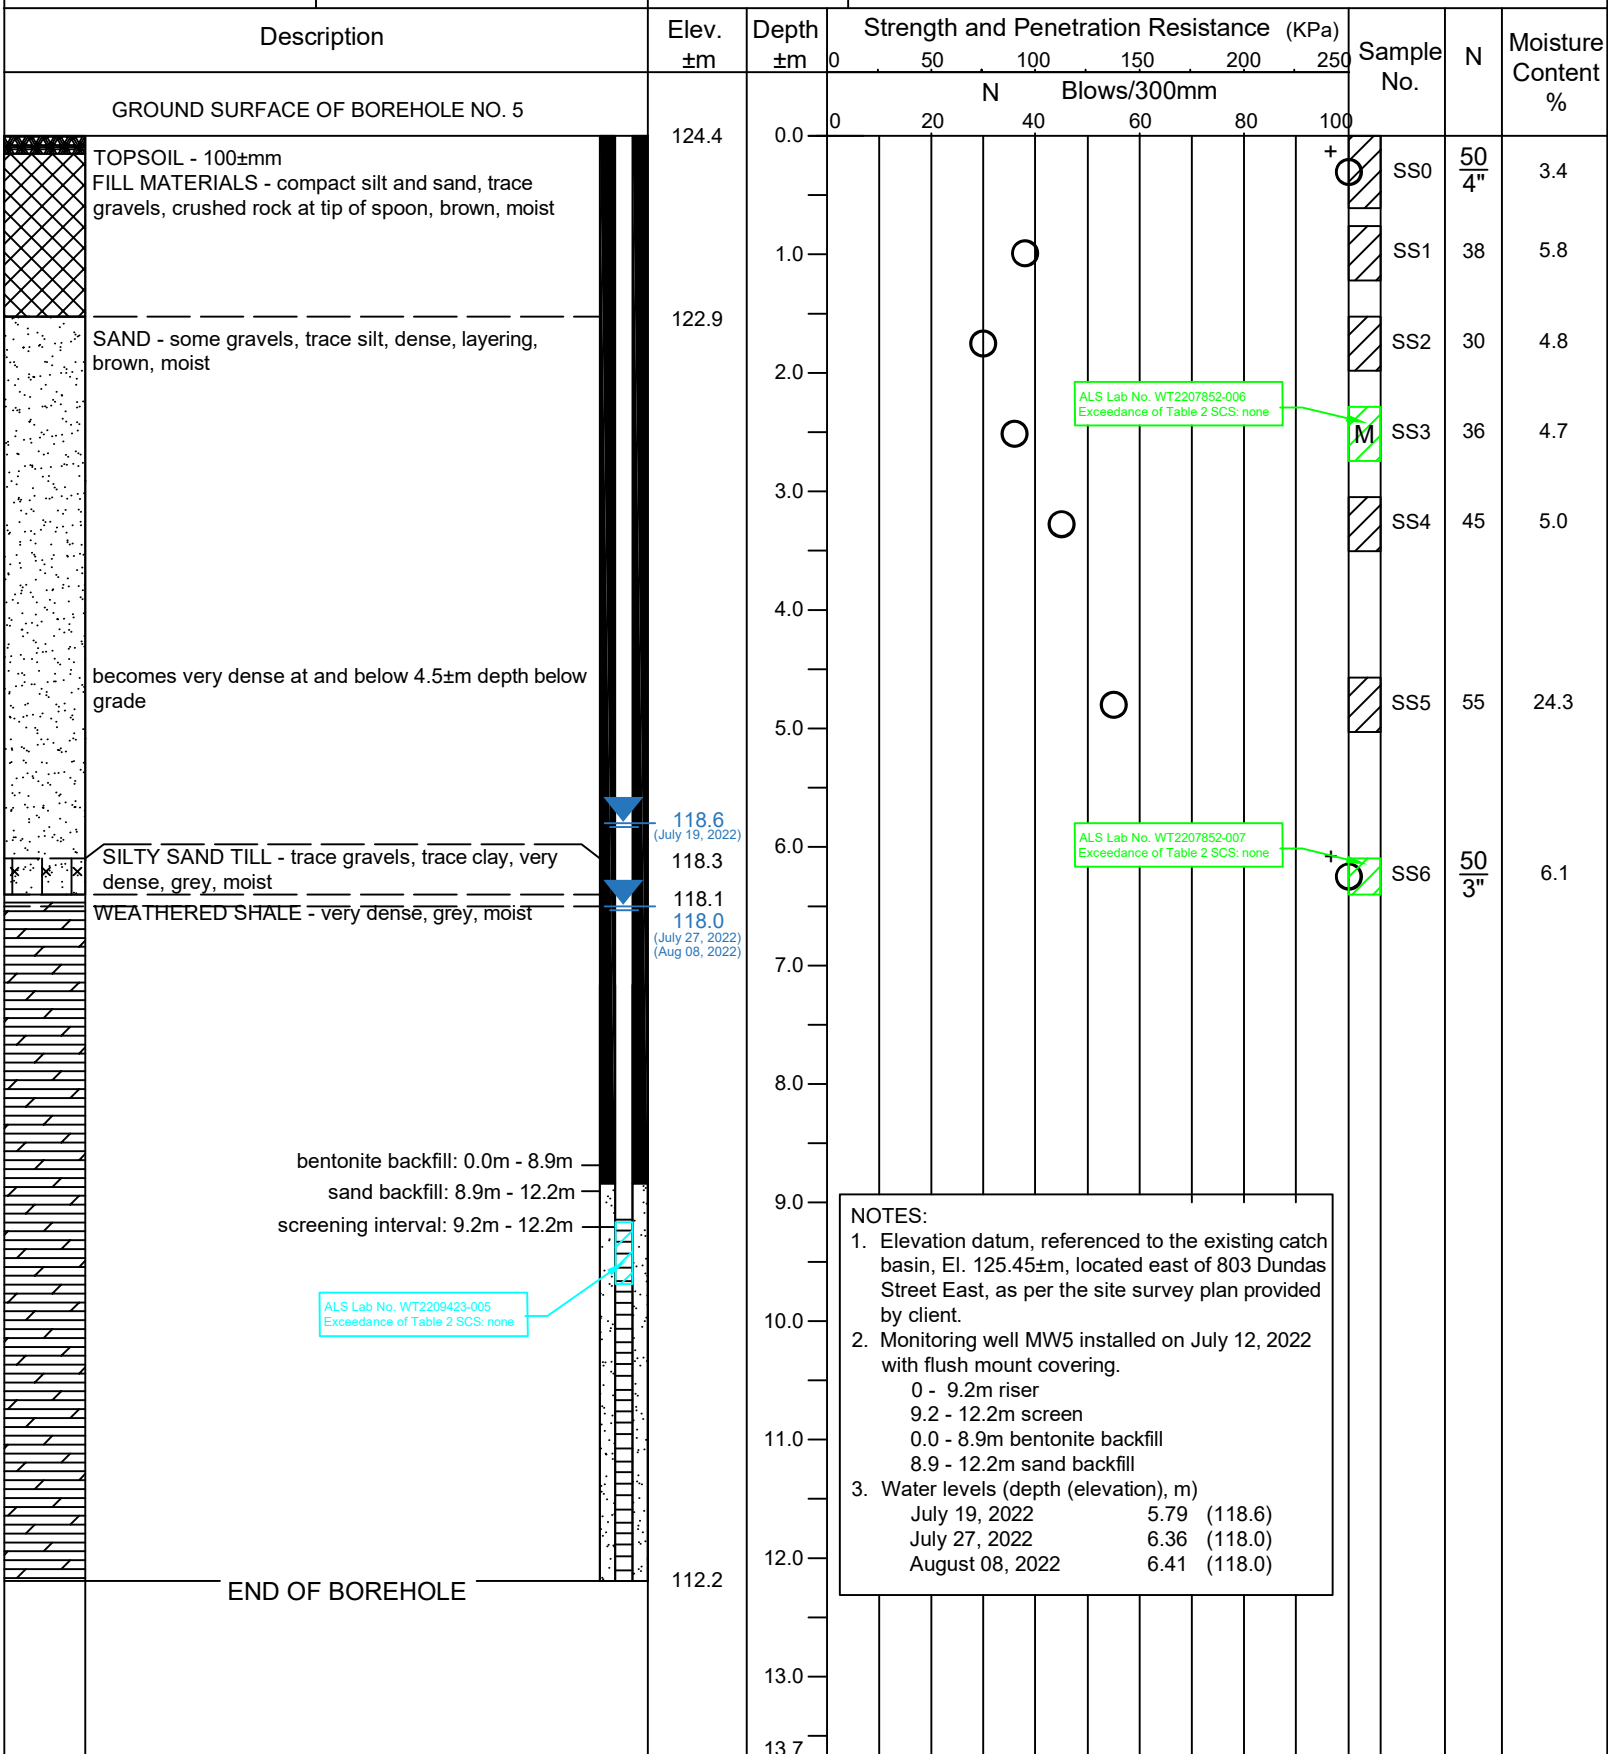 Description
Elev.
±m
Depth
±m
Strength and Penetration Resistance (KPa)
0 50 100 150 200 250
N Blows/300mm
0 20 40 60 80 100
Sample
No.
N
Moisture
Content
%
GROUND SURFACE OF BOREHOLE NO. 5
124.4
0.0
TOPSOIL - 100±mm
FILL MATERIALS - compact silt and sand, trace
gravels, crushed rock at tip of spoon, brown, moist
+
SS0 50/4" 3.4
1.0
SS1 38 5.8
122.9
SAND - some gravels, trace silt, dense, layering,
brown, moist
SS2 30 4.8
2.0
ALS Lab No. WT2207852-006
Exceedance of Table 2 SCS: none
M SS3 36 4.7
3.0
SS4 45 5.0
4.0
becomes very dense at and below 4.5±m depth below
grade
SS5 55 24.3
5.0
118.6
(July 19, 2022)
6.0
SILTY SAND TILL - trace gravels, trace clay, very
dense, grey, moist
118.3
ALS Lab No. WT2207852-007
Exceedance of Table 2 SCS: none
+
SS6 50/3" 6.1
118.1
WEATHERED SHALE - very dense, grey, moist
118.0
(July 27, 2022)
(Aug 08, 2022)
7.0
8.0
bentonite backfill: 0.0m - 8.9m
sand backfill: 8.9m - 12.2m
screening interval: 9.2m - 12.2m
9.0
ALS Lab No. WT2209423-005
Exceedance of Table 2 SCS: none
10.0
11.0
12.0
NOTES:
1. Elevation datum, referenced to the existing catch
basin, El. 125.45±m, located east of 803 Dundas
Street East, as per the site survey plan provided
by client.
2. Monitoring well MW5 installed on July 12, 2022
with flush mount covering.
0 - 9.2m riser
9.2 - 12.2m screen
0.0 - 8.9m bentonite backfill
8.9 - 12.2m sand backfill
3. Water levels (depth (elevation), m)
July 19, 2022 5.79 (118.6)
July 27, 2022 6.36 (118.0)
August 08, 2022 6.41 (118.0)
END OF BOREHOLE
112.2
13.0
13.7